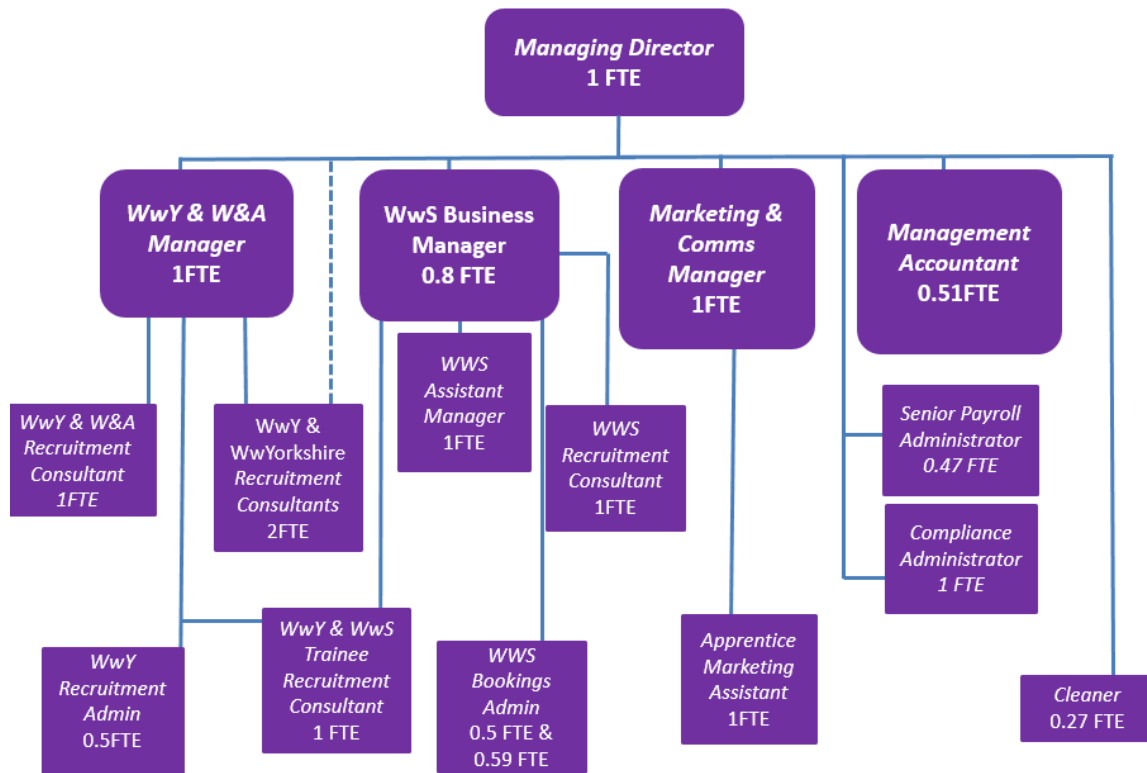 Managing Director
1 FTE
WwY & W&A
Manager
1FTE
WwS Business
Manager
0.8 FTE
Marketing &
Comms
Manager
1FTE
Management
Accountant
0.51FTE
WwY & W&A
Recruitment
Consultant
1FTE
WwY &
WwYorkshire
Recruitment
Consultants
2FTE
WWS
Assistant
Manager
1FTE
WWS
Recruitment
Consultant
1FTE
Senior Payroll
Administrator
0.47 FTE
Compliance
Administrator
1 FTE
WwY
Recruitment
Admin
0.5FTE
WwY & WwS
Trainee
Recruitment
Consultant
1 FTE
WWS
Bookings
Admin
0.5 FTE &
0.59 FTE
Apprentice
Marketing
Assistant
1FTE
Cleaner
0.27 FTE